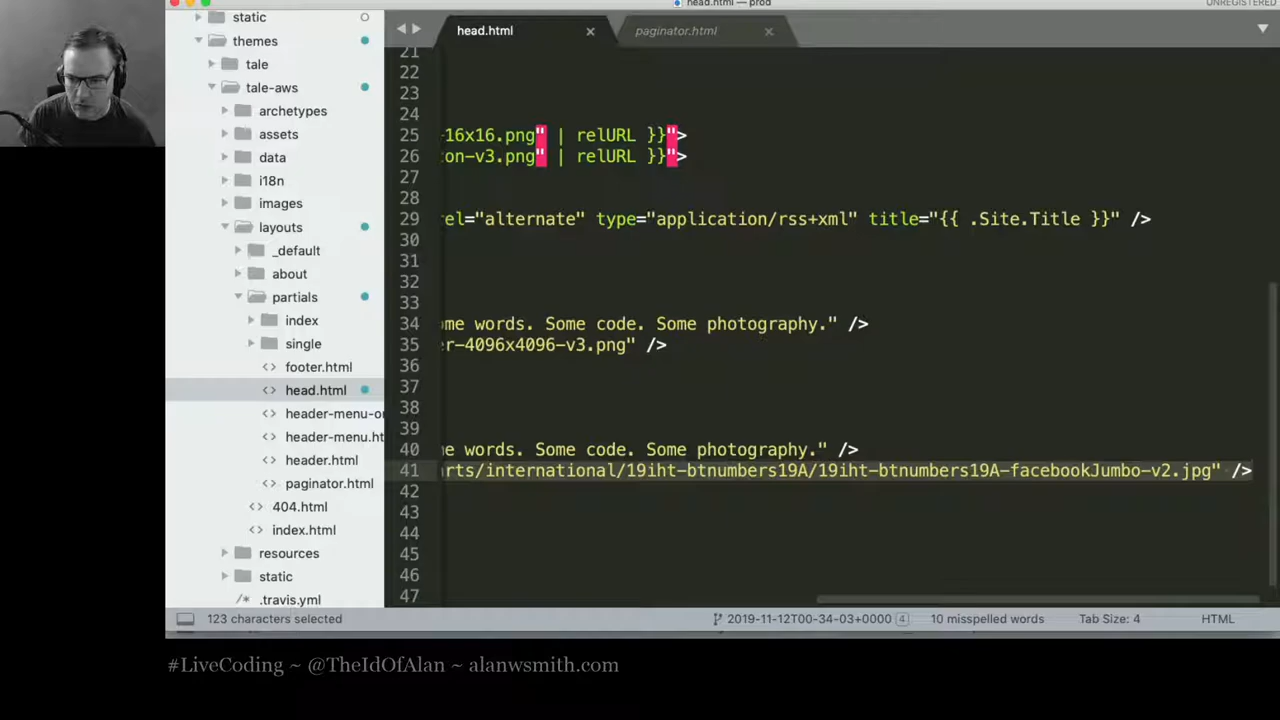 head.html — prod
UNREGISTERED
static
themes
tale
tale-aws
archetypes
assets
data
i18n
images
layouts
_default
about
partials
index
single
footer.html
head.html
header-menu-o
header-menu.ht
header.html
paginator.html
404.html
index.html
resources
static
.travis.yml
head.html
paginator.html
21
22
23
24
25 -16x16.png" | relURL }}">
26 on-v3.png" | relURL }}">
27
28
29 rel="alternate" type="application/rss+xml" title="{{ .Site.Title }}" />
30
31
32
33
34 ome words. Some code. Some photography." />
35 er-4096x4096-v3.png" />
36
37
38
39
40 me words. Some code. Some photography." />
41 arts/international/19iht-btnumbers19A/19iht-btnumbers19A-facebookJumbo-v2.jpg" />
42
43
44
45
46
47
123 characters selected
2019-11-12T00-34-03+0000 4
10 misspelled words
Tab Size: 4
HTML
#LiveCoding ~ @TheIdOfAlan ~ alanwsmith.com